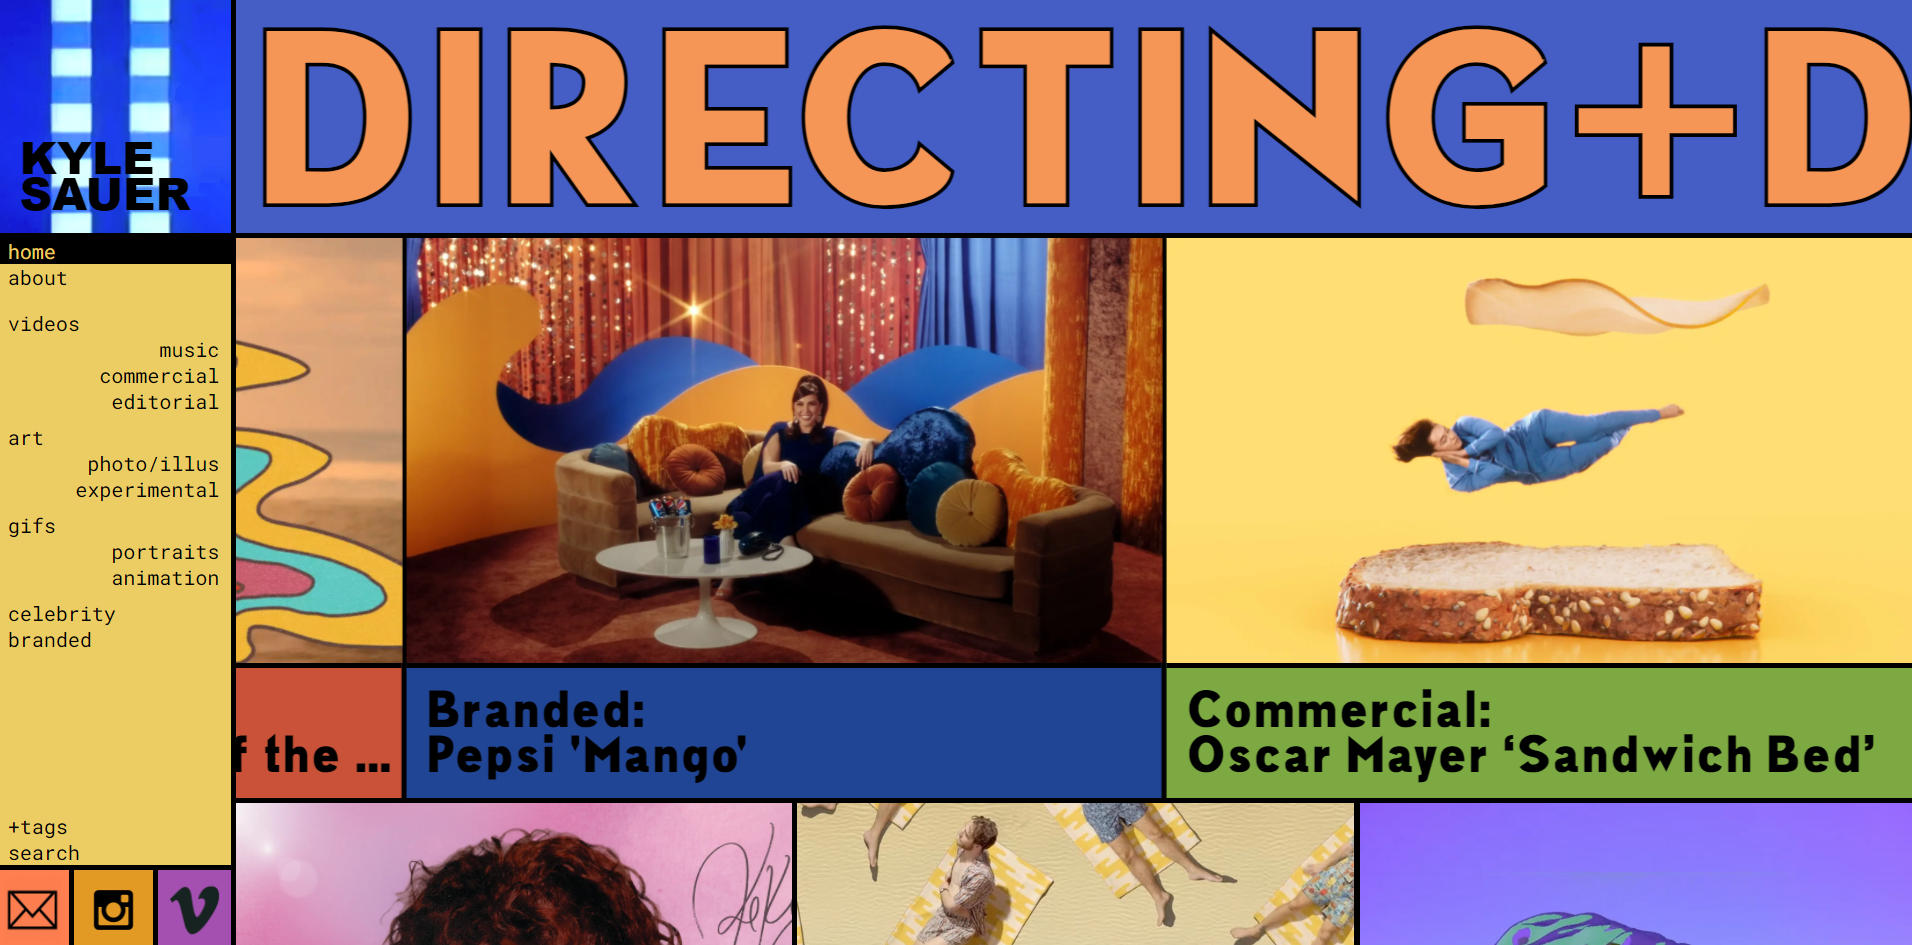 KYLE
SAUER
DIRECTING+D
home
about
videos
music
commercial
editorial
art
photo/illus
experimental
gifs
portraits
animation
celebrity
branded
+tags
search
f the ...
Branded:
Pepsi 'Mango'
Commercial:
Oscar Mayer ‘Sandwich Bed’